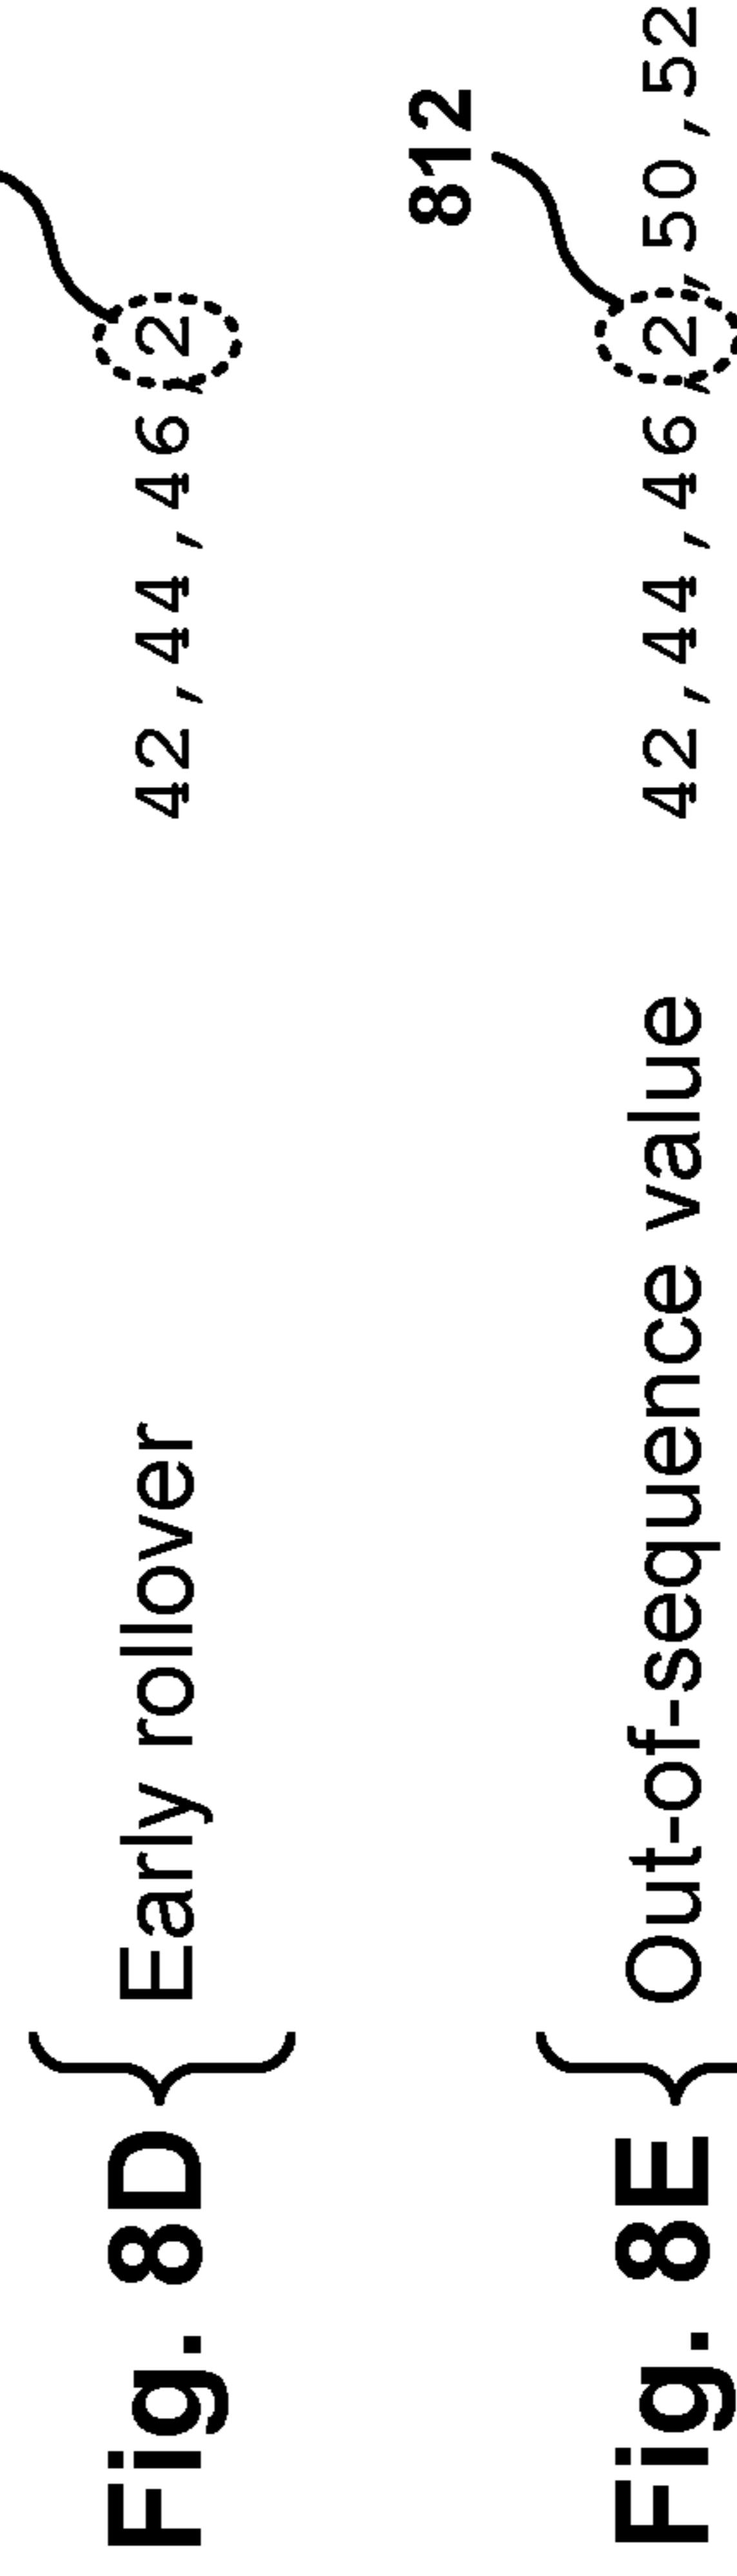 Fig. 8D { Early rollover 42,44,46,2
812
Fig. 8E { Out-of-sequence value 42,44,46,2,50,52